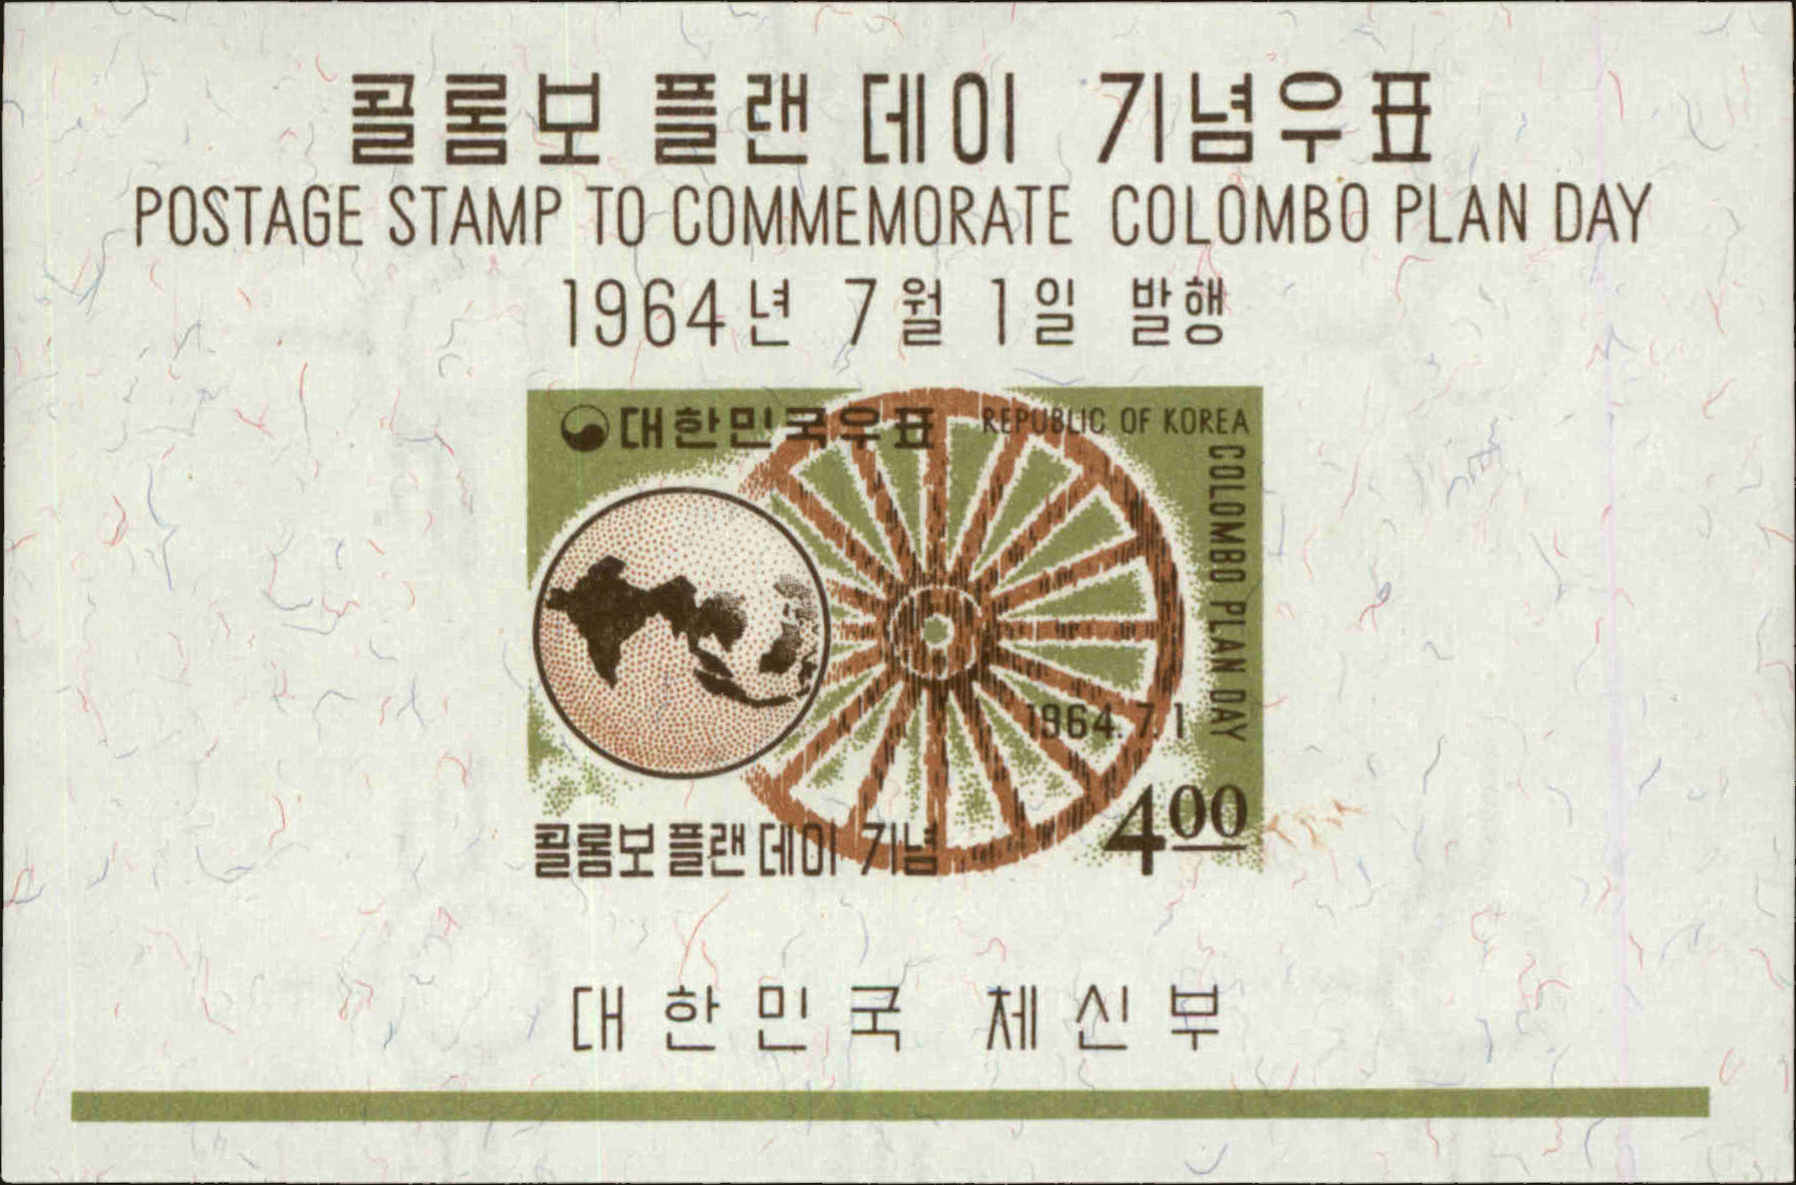 콜롬보 플랜 데이 기념우표
POSTAGE STAMP TO COMMEMORATE COLOMBO PLAN DAY
1964년 7월 1일 발행
대한민국우표 REPUBLIC OF KOREA
COLOMBO PLAN DAY
1964.7.1
400
콜롬보 플랜 데이 기념
대한민국 체신부